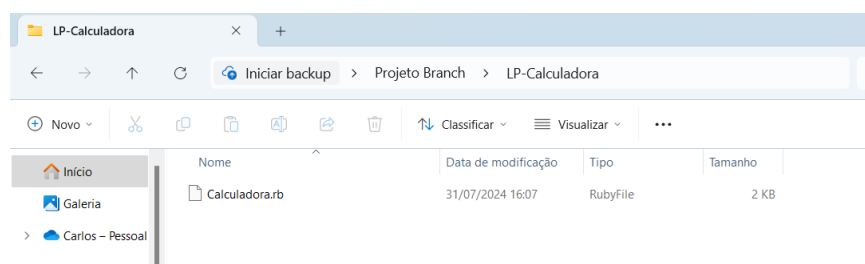 LP-Calculadora
Iniciar backup > Projeto Branch > LP-Calculadora
Novo Classificar Visualizar
Início
Galeria
Carlos – Pessoal
Nome Data de modificação Tipo Tamanho
Calculadora.rb 31/07/2024 16:07 RubyFile 2 KB